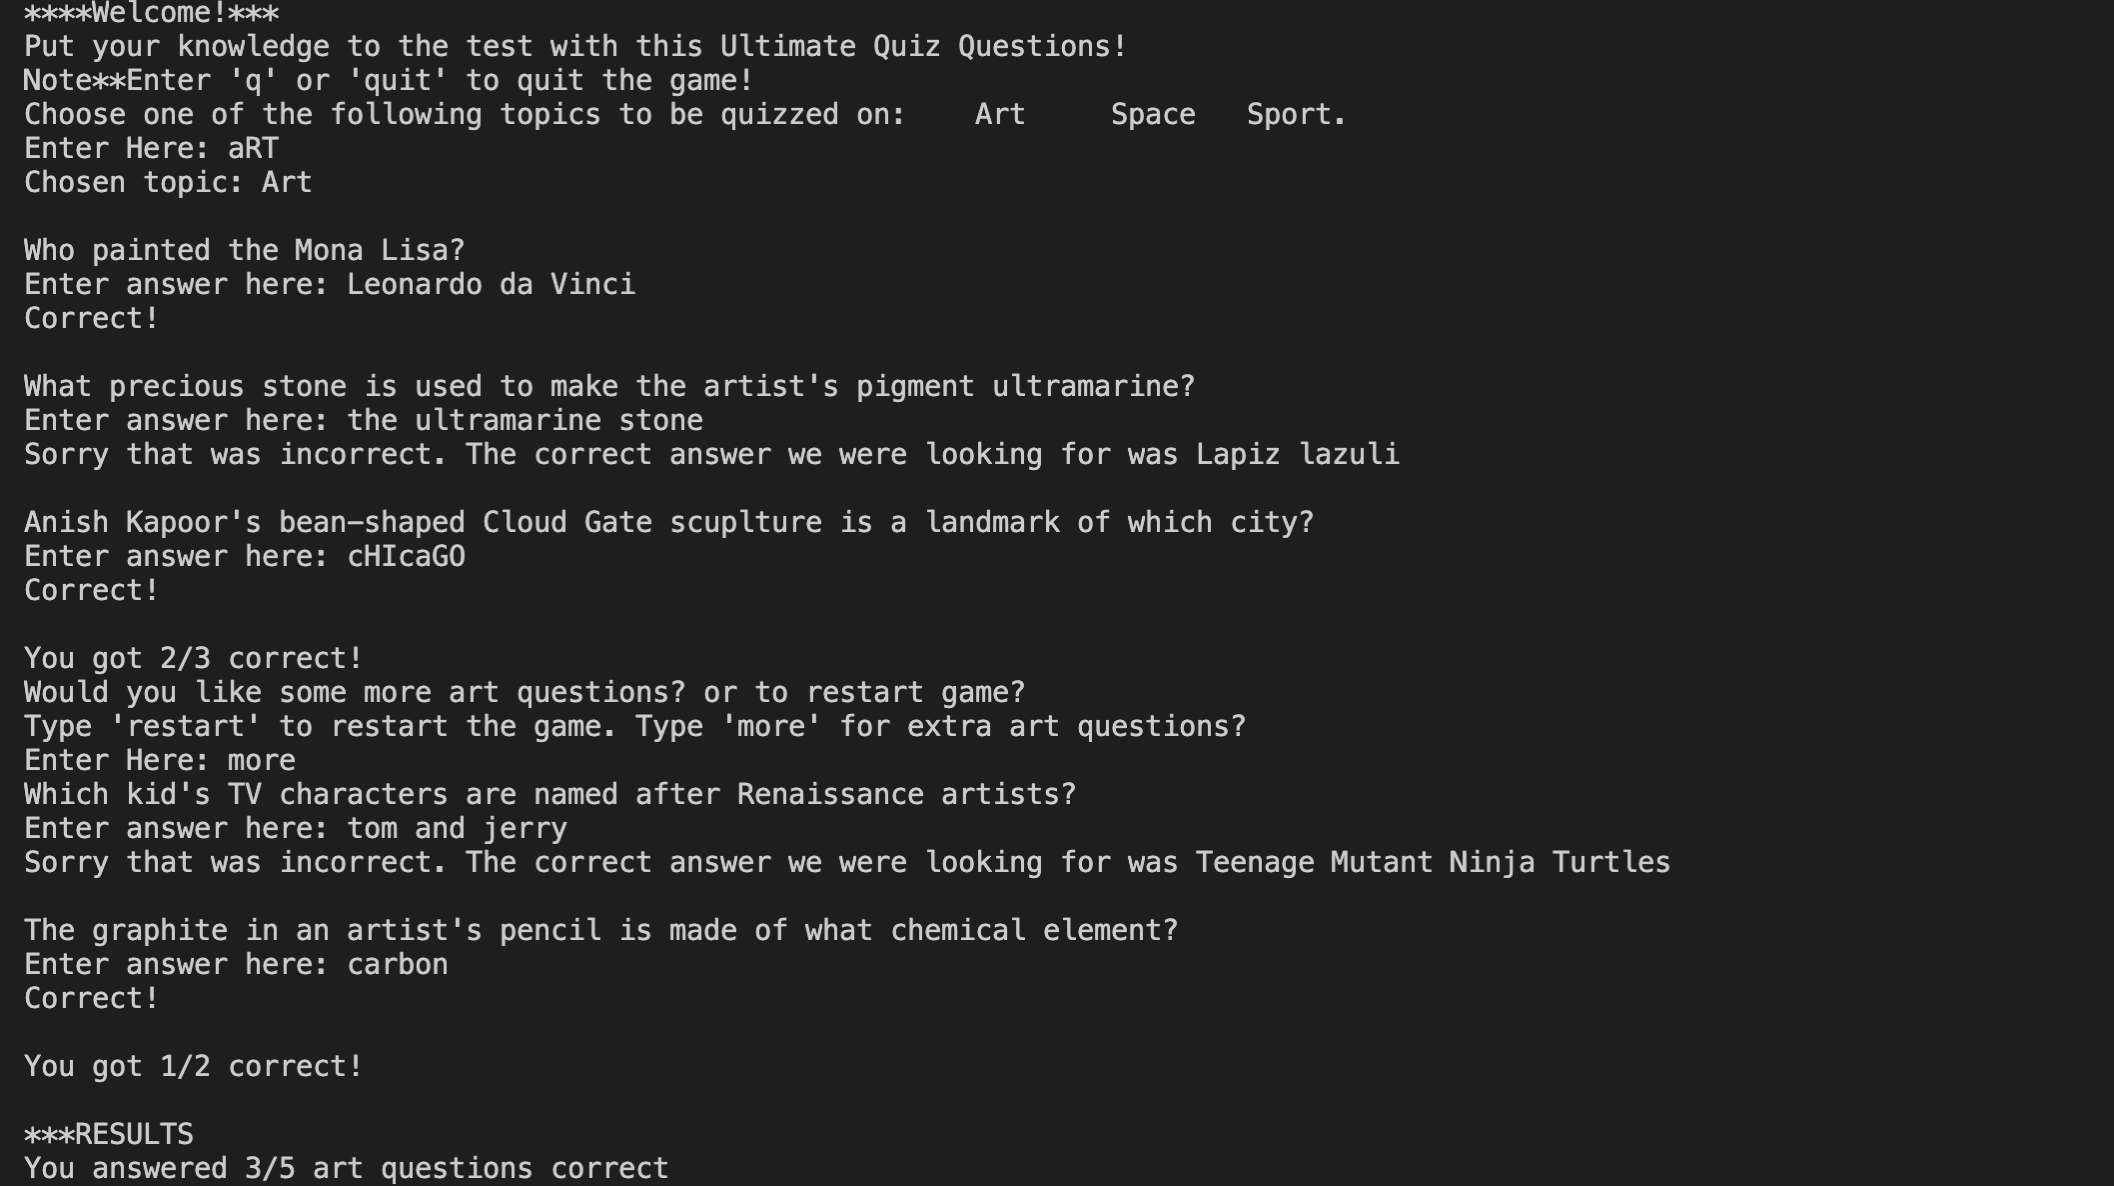 ****Welcome!***
Put your knowledge to the test with this Ultimate Quiz Questions!
Note**Enter 'q' or 'quit' to quit the game!
Choose one of the following topics to be quizzed on:    Art     Space   Sport.
Enter Here: aRT
Chosen topic: Art
Who painted the Mona Lisa?
Enter answer here: Leonardo da Vinci
Correct!
What precious stone is used to make the artist's pigment ultramarine?
Enter answer here: the ultramarine stone
Sorry that was incorrect. The correct answer we were looking for was Lapiz lazuli
Anish Kapoor's bean-shaped Cloud Gate scuplture is a landmark of which city?
Enter answer here: cHIcaGO
Correct!
You got 2/3 correct!
Would you like some more art questions? or to restart game?
Type 'restart' to restart the game. Type 'more' for extra art questions?
Enter Here: more
Which kid's TV characters are named after Renaissance artists?
Enter answer here: tom and jerry
Sorry that was incorrect. The correct answer we were looking for was Teenage Mutant Ninja Turtles
The graphite in an artist's pencil is made of what chemical element?
Enter answer here: carbon
Correct!
You got 1/2 correct!
***RESULTS
You answered 3/5 art questions correct